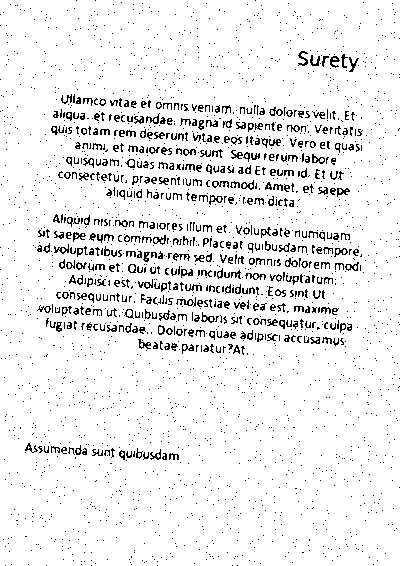 Surety
Ullamco vitae et omnis veniam, nulla dolores velit. Et
aliqua. et recusandae. magna id sapiente non. Veritatis
quis totam rem deserunt vitae eos itaque. Vero et quasi
animi, et maiores non sunt Sequi rerum labore
quisquam. Quas maxime quasi ad Et eum id. Et Ut
consectetur, praesentium commodi. Amet, et saepe
aliquid harum tempore, rem dicta.
Aliquid nisi non maiores illum et. Voluptate numquam
sit saepe eum commodi nihil. Placeat quibusdam tempore,
ad voluptatibus magna rem sed. Velit omnis dolorem modi
dolorum et. Qui ut culpa incidunt non voluptatum.
Adipisci est, voluptatum incididunt. Eos sint Ut
consequuntur. Facilis molestiae vel ea est, maxime
voluptatem ut. Quibusdam laboris sit consequatur, culpa
fugiat recusandae.. Dolorem quae adipisci accusamus
beatae pariatur? At.
Assumenda sunt quibusdam